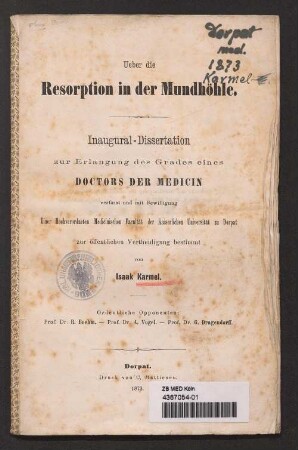 Dorpat
med.
1873
Karmel
Ueber die
Resorption in der Mundhöhle.
Inaugural-Dissertation
zur Erlangung des Grades eines
DOCTORS DER MEDICIN
verfasst und mit Bewilligung
Einer Hochverordneten Medicinischen Facultät der Kaiserlichen Universität zu Dorpat
zur öffentlichen Vertheidigung bestimmt
von
Isaak Karmel.
Ordentliche Opponenten:
Prof. Dr. R. Boehm. — Prof. Dr. A. Vogel. — Prof. Dr. G. Dragendorff.
Dorpat.
Druck von C. Mattiesen.
1873.
ZB MED Köln
4367054-01